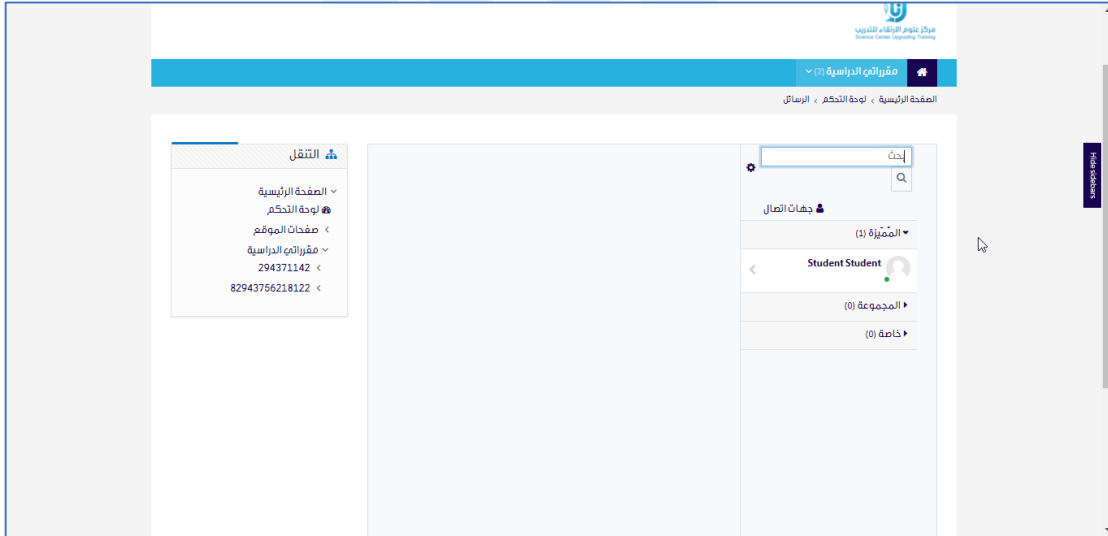 مركز علوم الارتقاء للتدريب
Science Center Upgrading Training
مقرراتي الدراسية (2)
الصفحة الرئيسية › لوحة التحكم › الرسائل
Hide sidebars
بحث
جهات اتصال
المُمَيَّزة (1)
Student Student
المجموعة (0)
خاصة (0)
التنقل
الصفحة الرئيسية
لوحة التحكم
صفحات الموقع
مقرراتي الدراسية
294371142
82943756218122